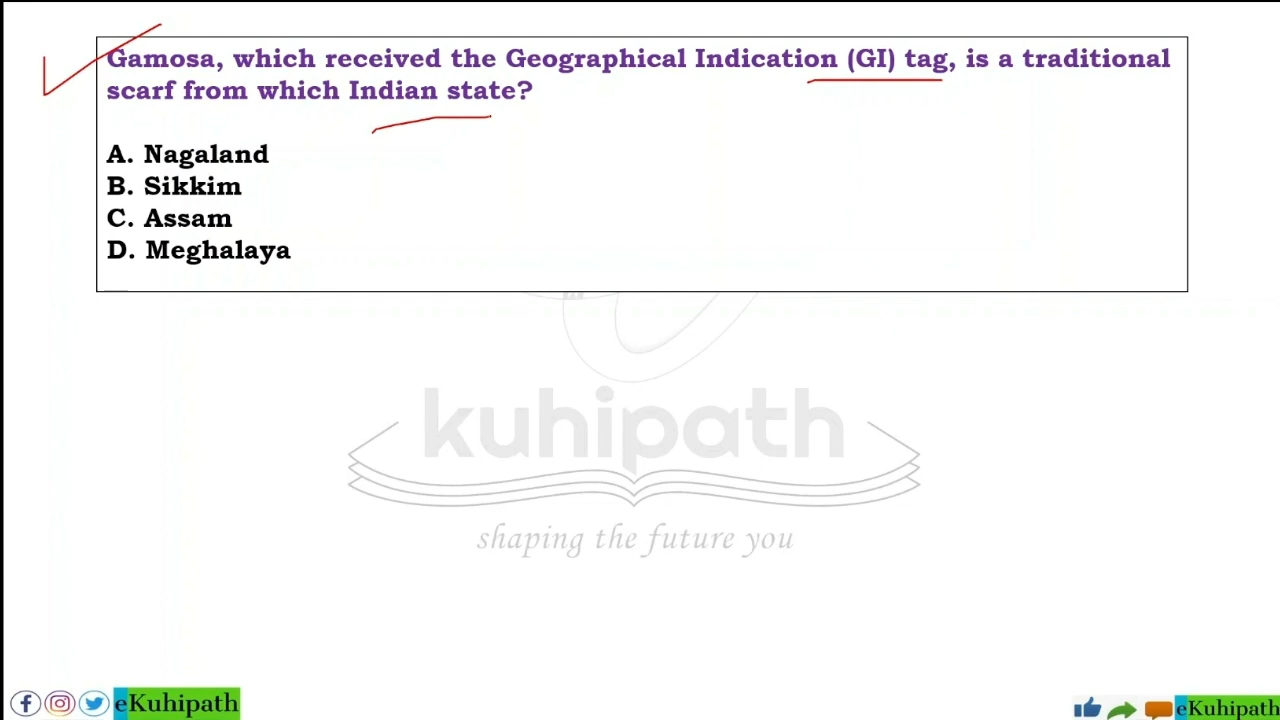 Gamosa, which received the Geographical Indication (GI) tag, is a traditional
scarf from which Indian state?
A. Nagaland
B. Sikkim
C. Assam
D. Meghalaya
kuhipath
shaping the future you
eKuhipath
eKuhipath